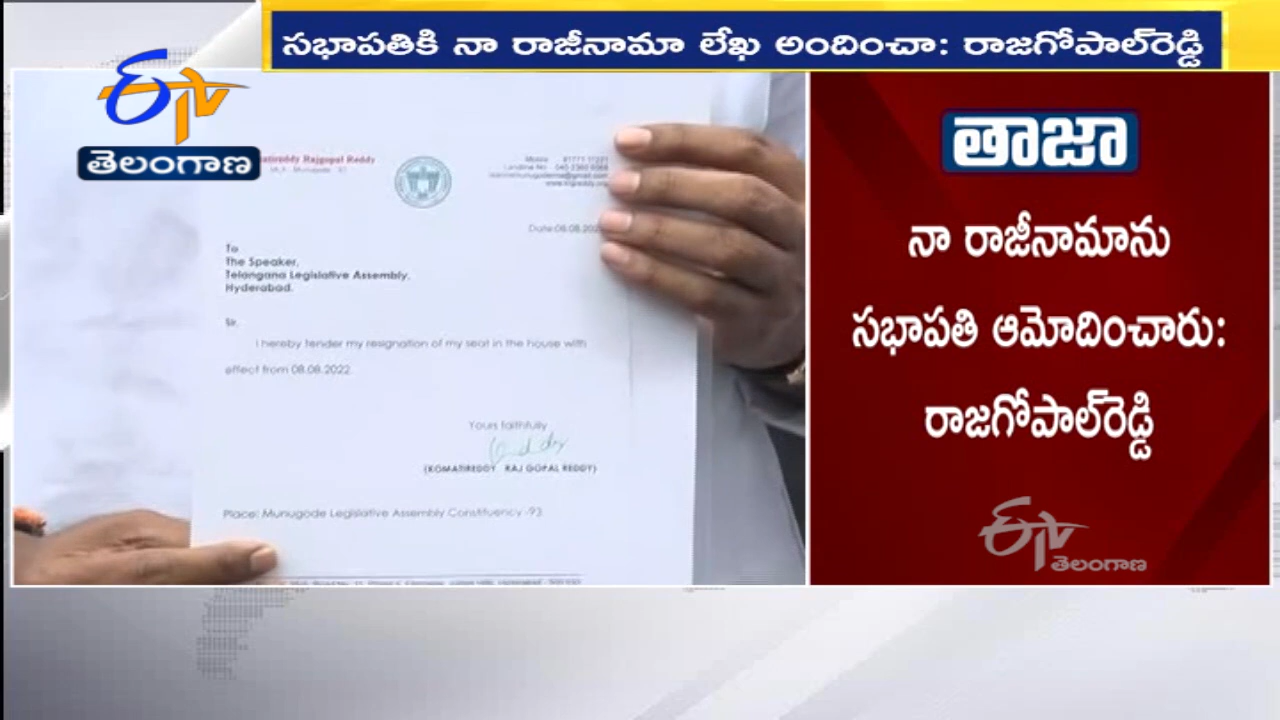 సభాపతికి నా రాజీనామా లేఖ అందించా: రాజగోపాల్‌రెడ్డి
ETV
తెలంగాణ
Rajgopal Reddy
Date:08.08.202
To
The Speaker,
Telangana Legislative Assembly,
Hyderabad.
Sir,
I hereby tender my resignation of my seat in the house with
effect from 08.08.2022
Yours faithfully
(KOMATIREDDY RAJ GOPAL REDDY)
Place: Munugode Legislative Assembly Constituency -93
తాజా
నా రాజీనామాను
సభాపతి ఆమోదించారు:
రాజగోపాల్‌రెడ్డి
తెలంగాణ